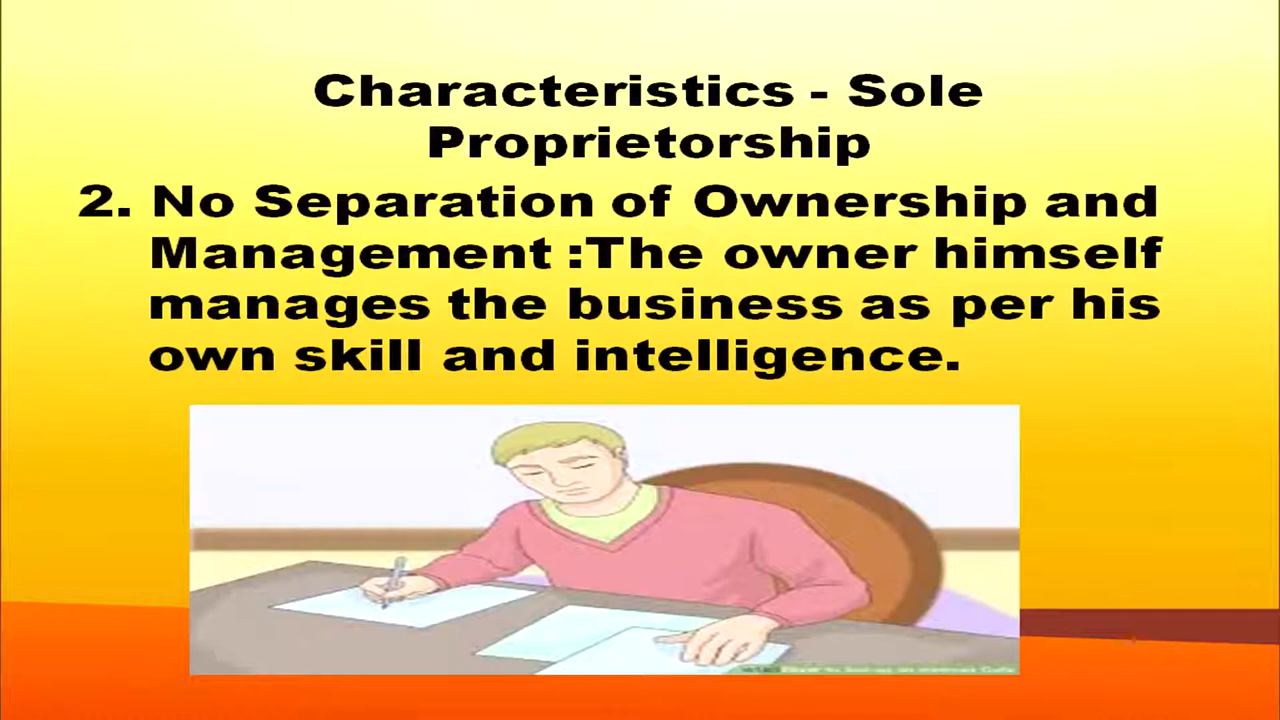 Characteristics - Sole
Proprietorship
2. No Separation of Ownership and
Management :The owner himself
manages the business as per his
own skill and intelligence.